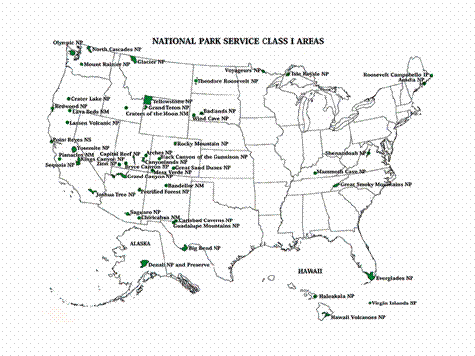 NATIONAL PARK SERVICE CLASS I AREAS
Olympic NP
North Cascades NP
Mount Rainier NP
Glacier NP
Voyageurs NP
Isle Royale NP
Roosevelt Campobello IP
Acadia NP
Theodore Roosevelt NP
Crater Lake NP
Redwood NP
Lava Beds NM
Lassen Volcanic NP
Yellowstone NP
Grand Teton NP
Craters of the Moon NM
Badlands NP
Wind Cave NP
Point Reyes NS
Yosemite NP
Pinnacles NM
Kings Canyon NP
Sequoia NP
Capitol Reef NP
Zion NP
Bryce Canyon NP
Arches NP
Canyonlands NP
Rocky Mountain NP
Black Canyon of the Gunnison NP
Great Sand Dunes NP
Mesa Verde NP
Grand Canyon NP
Shenandoah NP
Mammoth Cave NP
Great Smoky Mountains NP
Joshua Tree NP
Bandelier NM
Petrified Forest NP
Saguaro NP
Chiricahua NM
Carlsbad Caverns NP
Guadalupe Mountains NP
Big Bend NP
ALASKA
Denali NP and Preserve
HAWAII
Haleakala NP
Hawaii Volcanoes NP
Everglades NP
Virgin Islands NP